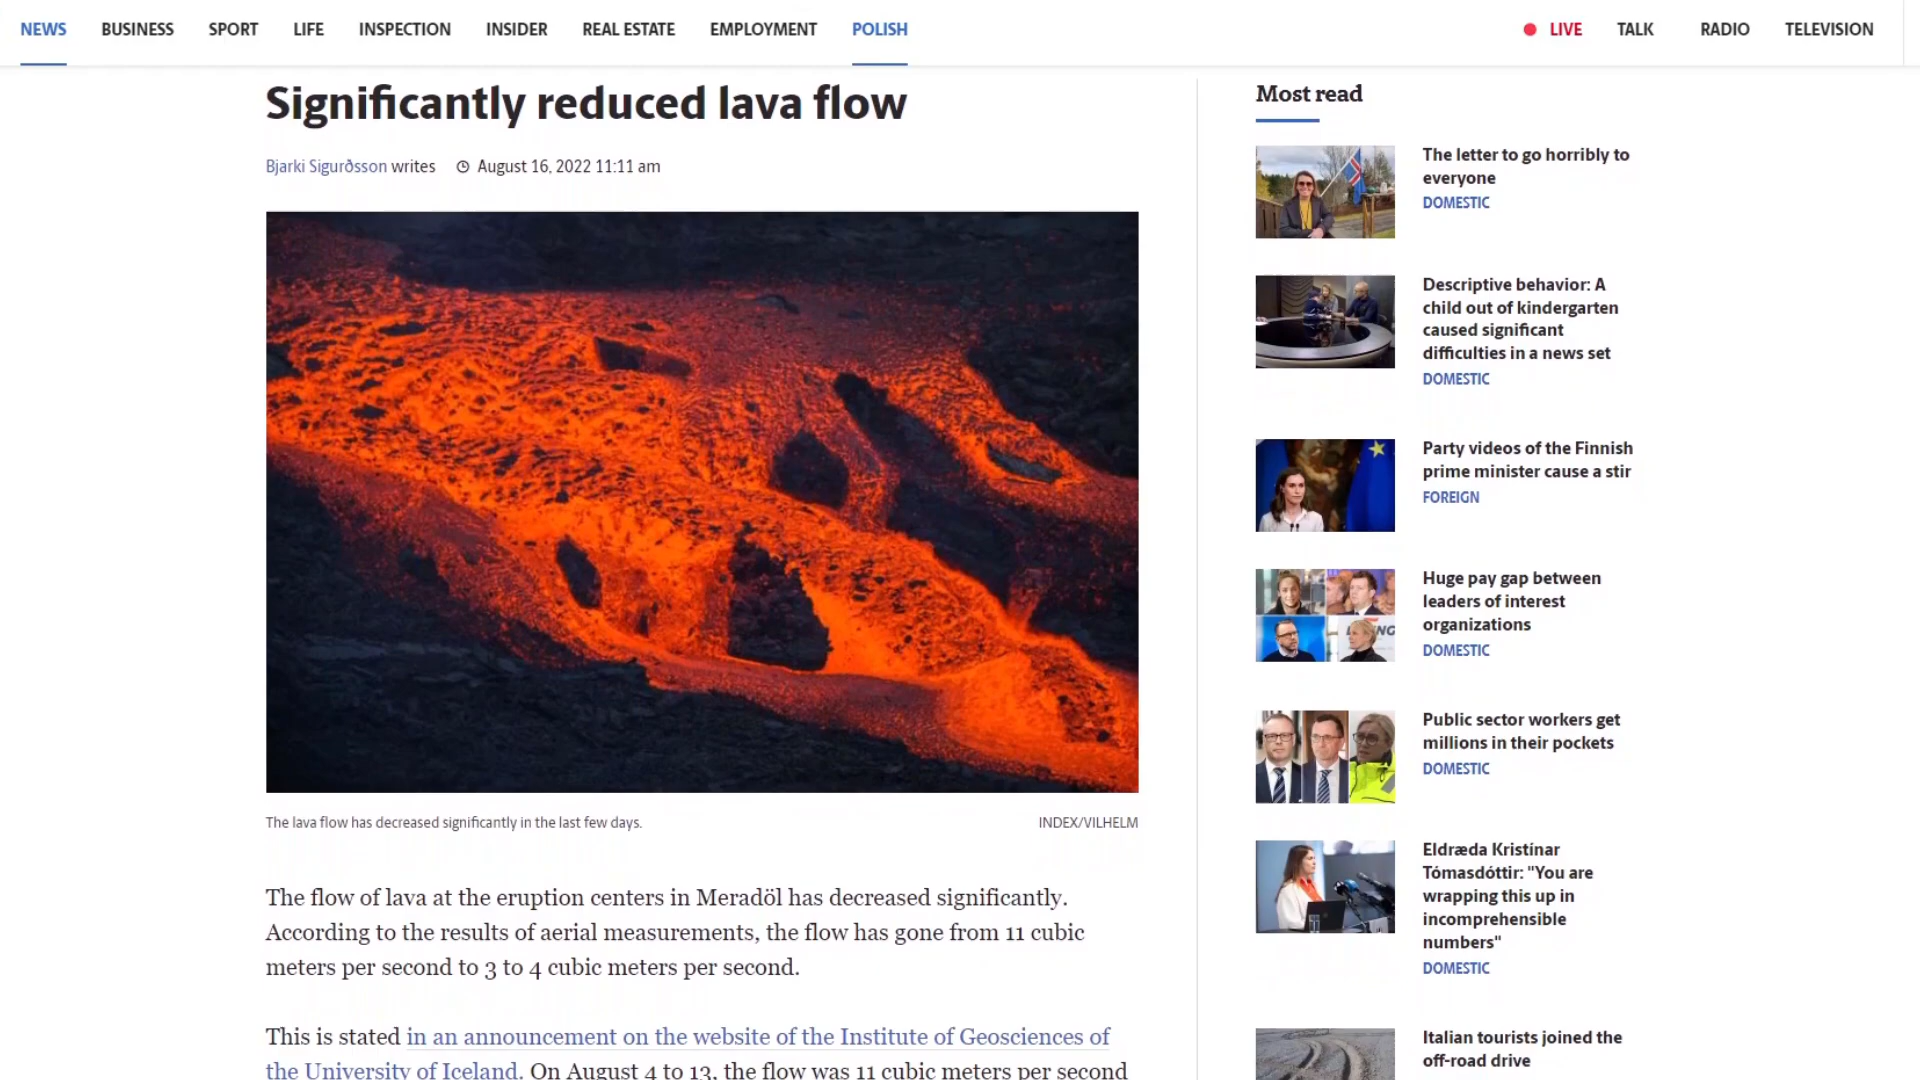 NEWS BUSINESS SPORT LIFE INSPECTION INSIDER REAL ESTATE EMPLOYMENT POLISH LIVE TALK RADIO TELEVISION
Significantly reduced lava flow
Bjarki Sigurðsson writes August 16, 2022 11:11 am
The lava flow has decreased significantly in the last few days. INDEX/VILHELM
The flow of lava at the eruption centers in Meradöl has decreased significantly.
According to the results of aerial measurements, the flow has gone from 11 cubic
meters per second to 3 to 4 cubic meters per second.
This is stated in an announcement on the website of the Institute of Geosciences of
the University of Iceland. On August 4 to 13, the flow was 11 cubic meters per second
Most read
The letter to go horribly to
everyone
DOMESTIC
Descriptive behavior: A
child out of kindergarten
caused significant
difficulties in a news set
DOMESTIC
Party videos of the Finnish
prime minister cause a stir
FOREIGN
Huge pay gap between
leaders of interest
organizations
DOMESTIC
Public sector workers get
millions in their pockets
DOMESTIC
Eldræda Kristínar
Tómasdóttir: "You are
wrapping this up in
incomprehensible
numbers"
DOMESTIC
Italian tourists joined the
off-road drive